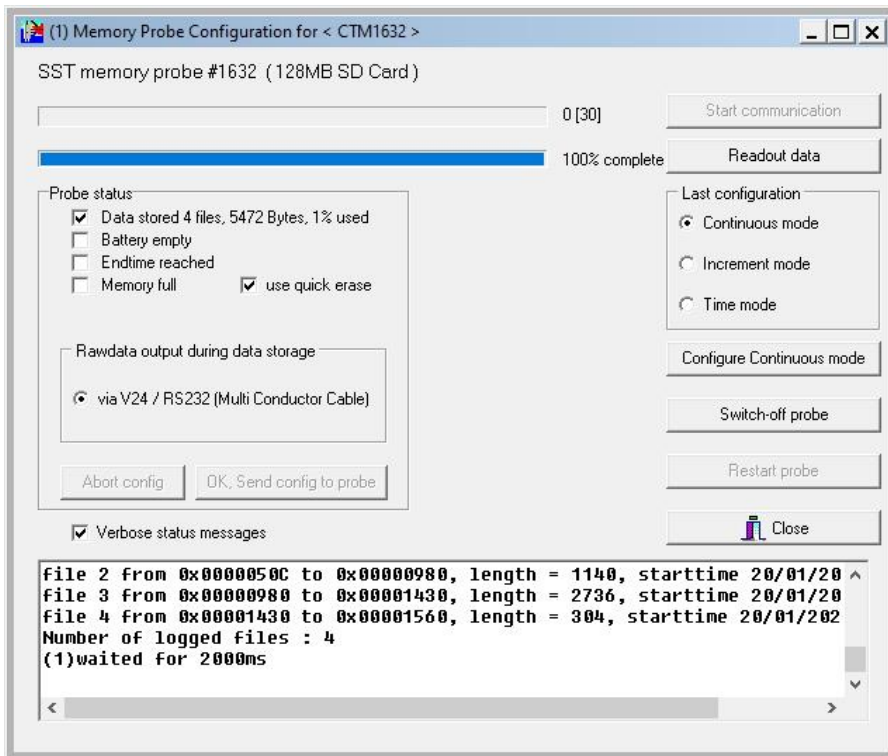 (1) Memory Probe Configuration for < CTM1632 >
SST memory probe #1632 ( 128MB SD Card )
0 [30]
Start communication
100% complete
Readout data
Probe status
Data stored 4 files, 5472 Bytes, 1% used
Battery empty
Endtime reached
Memory full
use quick erase
Rawdata output during data storage
via V24 / RS232 (Multi Conductor Cable)
Abort config
OK, Send config to probe
Last configuration
Continuous mode
Increment mode
Time mode
Configure Continuous mode
Switch-off probe
Restart probe
Close
Verbose status messages
file 2 from 0x0000050C to 0x00000980, length = 1140, starttime 20/01/20
file 3 from 0x00000980 to 0x00001430, length = 2736, starttime 20/01/20
file 4 from 0x00001430 to 0x00001560, length = 304, starttime 20/01/202
Number of logged files : 4
(1)waited for 2000ms